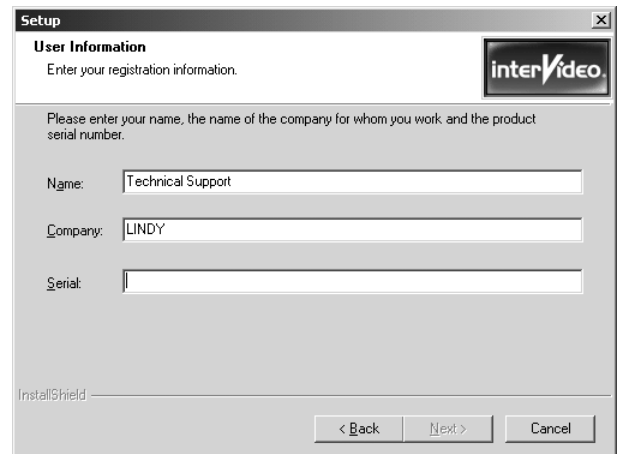 Setup
User Information
Enter your registration information.
interVideo.
Please enter your name, the name of the company for whom you work and the product
serial number.
Name: Technical Support
Company: LINDY
Serial:
InstallShield
< Back Next > Cancel